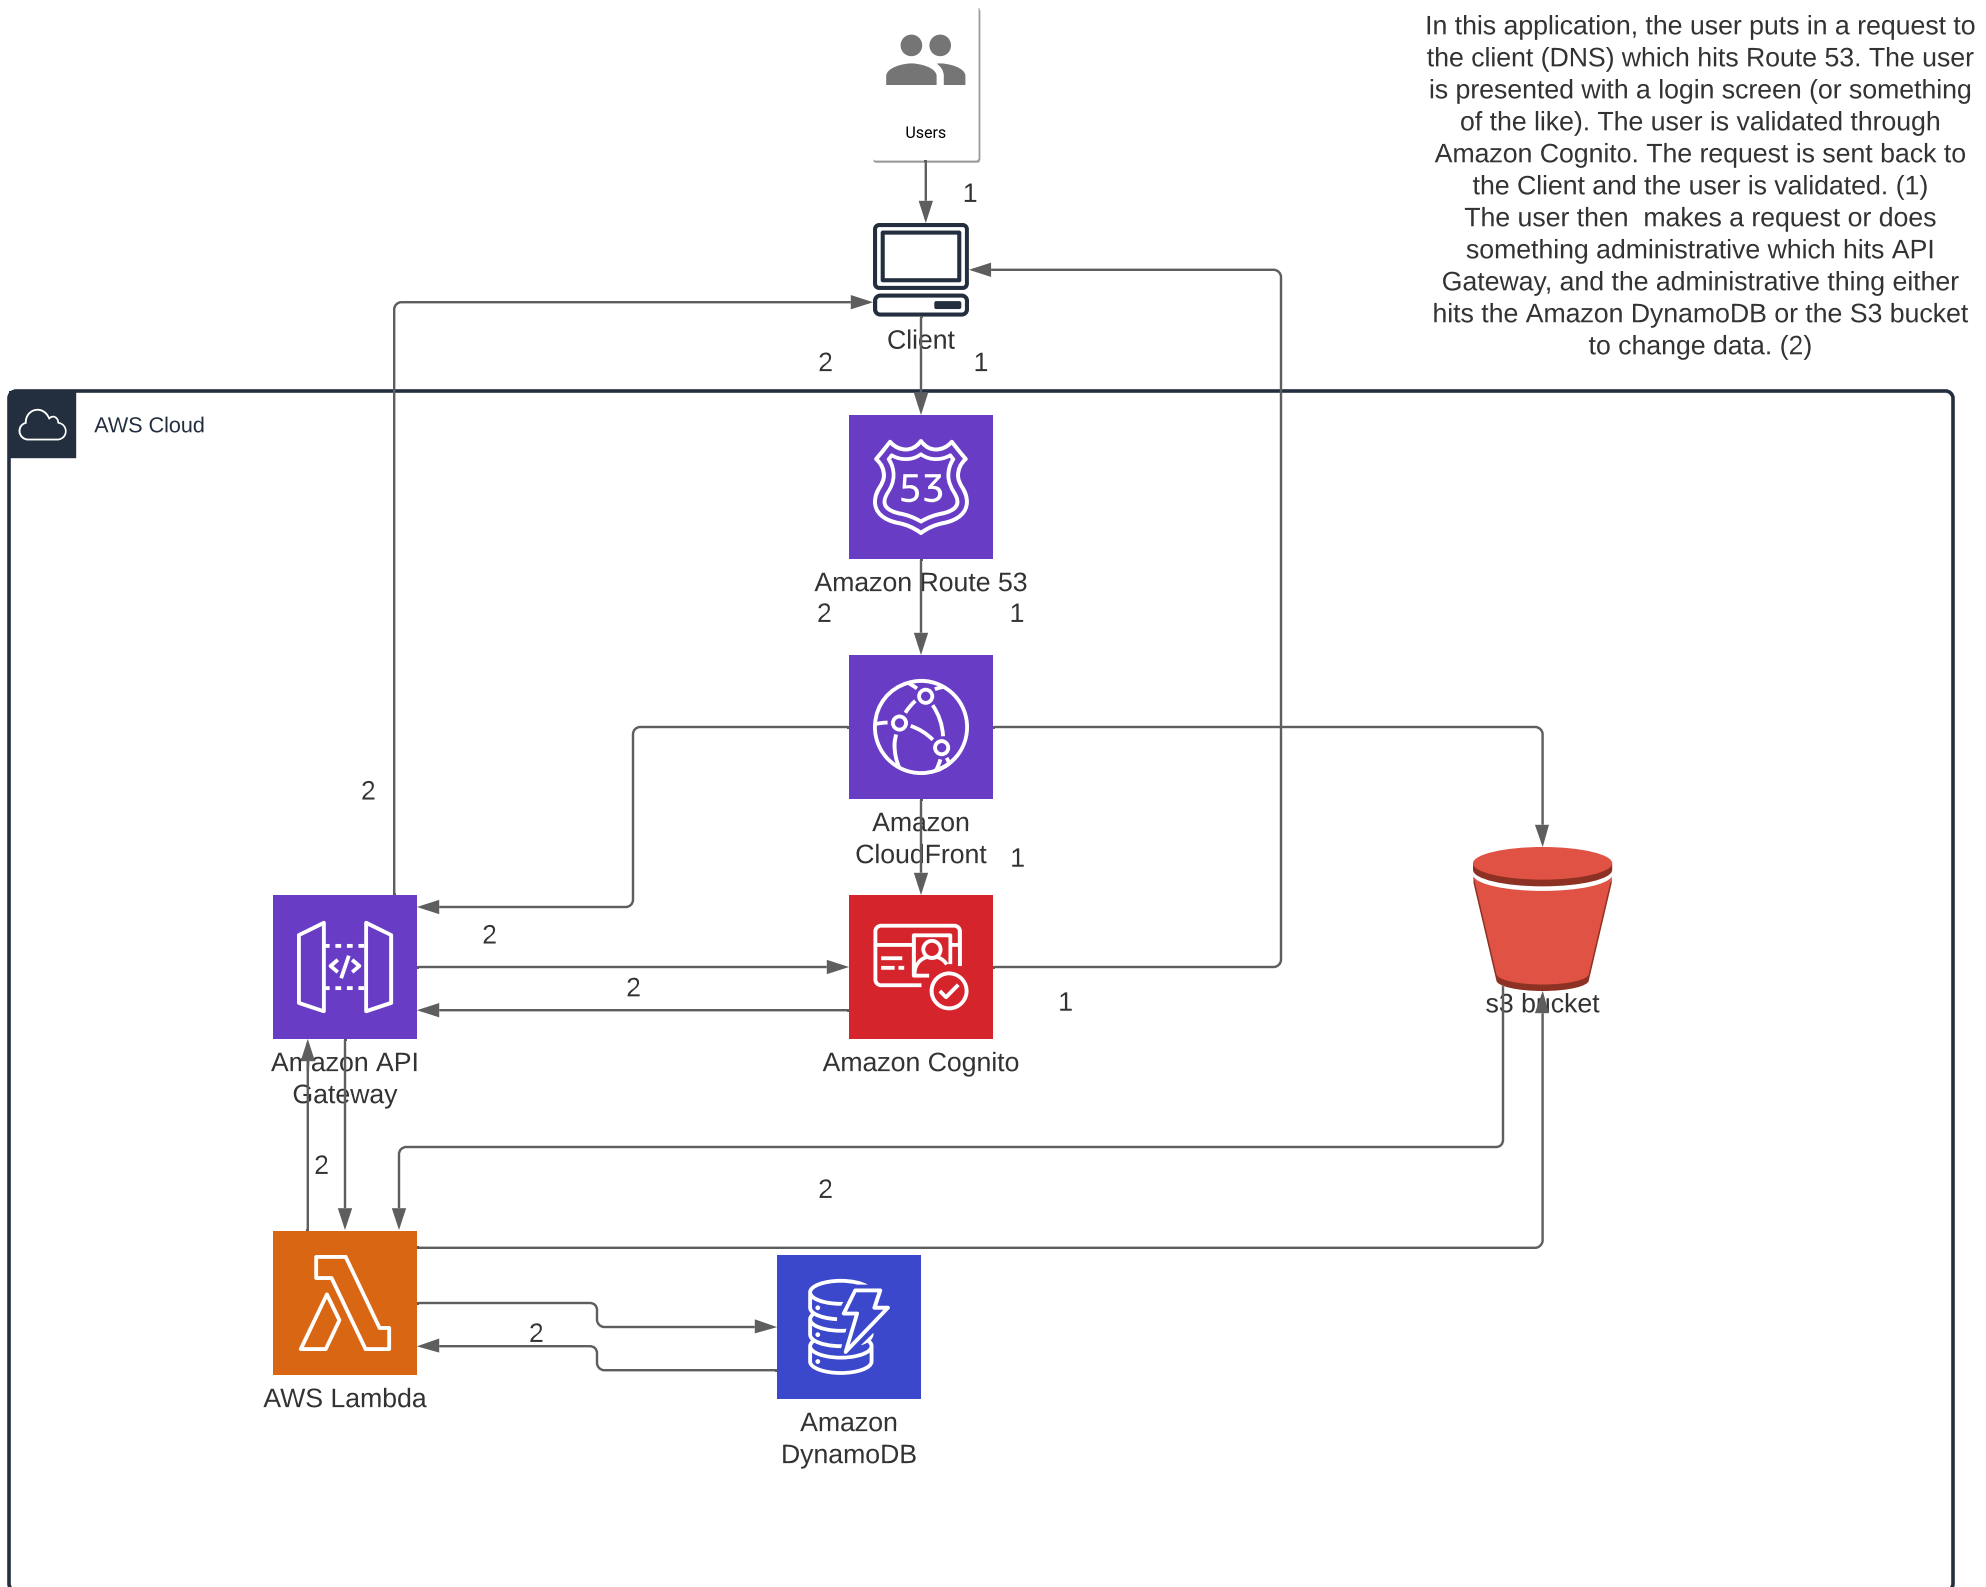 In this application, the user puts in a request to
the client (DNS) which hits Route 53. The user
is presented with a login screen (or something
of the like). The user is validated through
Amazon Cognito. The request is sent back to
the Client and the user is validated. (1)
The user then  makes a request or does
something administrative which hits API
Gateway, and the administrative thing either
hits the Amazon DynamoDB or the S3 bucket
to change data. (2)
Users
1
Client
2
1
AWS Cloud
53
Amazon Route 53
2
1
2
Amazon
CloudFront
1
2
</>
2
1
s3 bucket
Amazon API
Gateway
Amazon Cognito
2
2
2
AWS Lambda
Amazon
DynamoDB